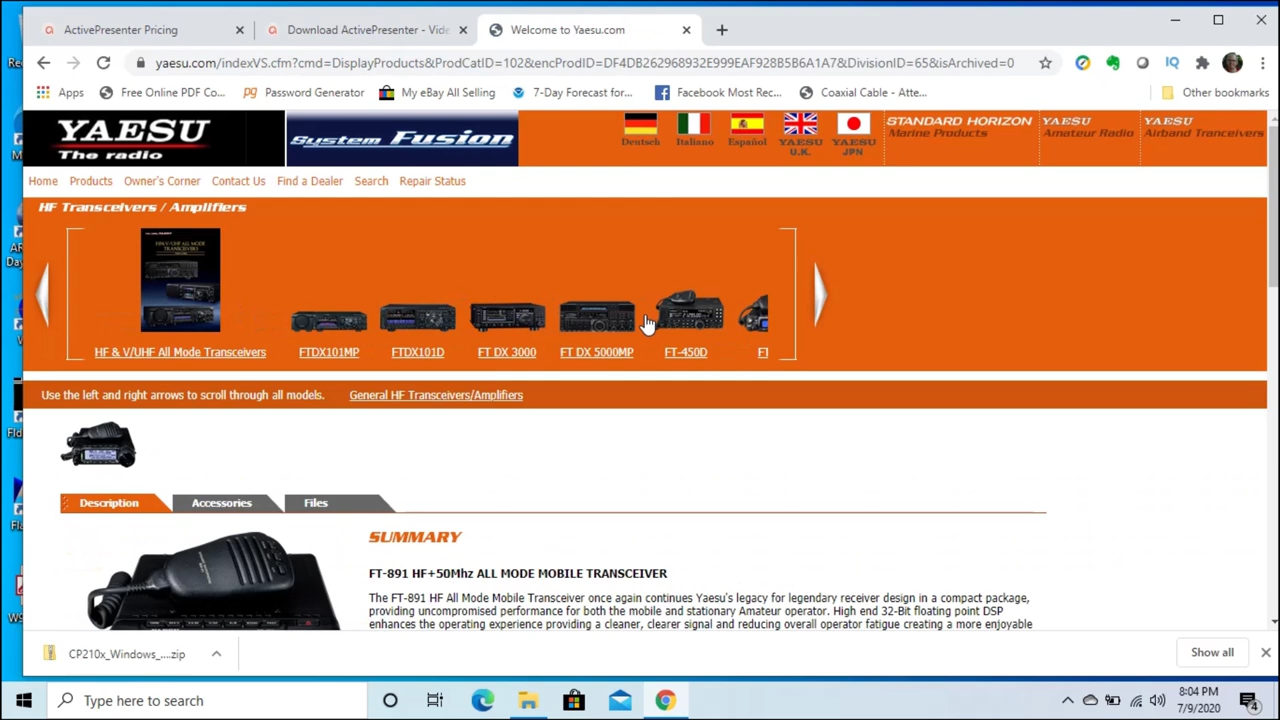 ActivePresenter Pricing
Download ActivePresenter - Vide
Welcome to Yaesu.com
yaesu.com/indexVS.cfm?cmd=DisplayProducts&ProdCatID=102&encProdID=DF4DB262968932E999EAF928B5B6A1A7&DivisionID=65&isArchived=0
Apps
Free Online PDF Co...
Password Generator
My eBay All Selling
7-Day Forecast for...
Facebook Most Rec...
Coaxial Cable - Atte...
Other bookmarks
YAESU
The radio
System Fusion
Deutsch
Italiano
Español
YAESU
U.K.
YAESU
JPN
STANDARD HORIZON
Marine Products
YAESU
Amateur Radio
YAESU
Airband Tranceivers
Home
Products
Owner's Corner
Contact Us
Find a Dealer
Search
Repair Status
HF Transceivers / Amplifiers
HF & V/UHF All Mode Transceivers
FTDX101MP
FTDX101D
FT DX 3000
FT DX 5000MP
FT-450D
Use the left and right arrows to scroll through all models.
General HF Transceivers/Amplifiers
Description
Accessories
Files
SUMMARY
FT-891 HF+50Mhz ALL MODE MOBILE TRANSCEIVER
The FT-891 HF All Mode Mobile Transceiver once again continues Yaesu's legacy for legendary receiver design in a compact package,
providing uncompromised performance for both the mobile and stationary Amateur operator. High end 32-Bit floating point DSP
enhances the operating experience providing a cleaner, clearer signal and reducing overall operator fatigue creating a more enjoyable
CP210x_Windows_....zip
Show all
Type here to search
8:04 PM
7/9/2020
4